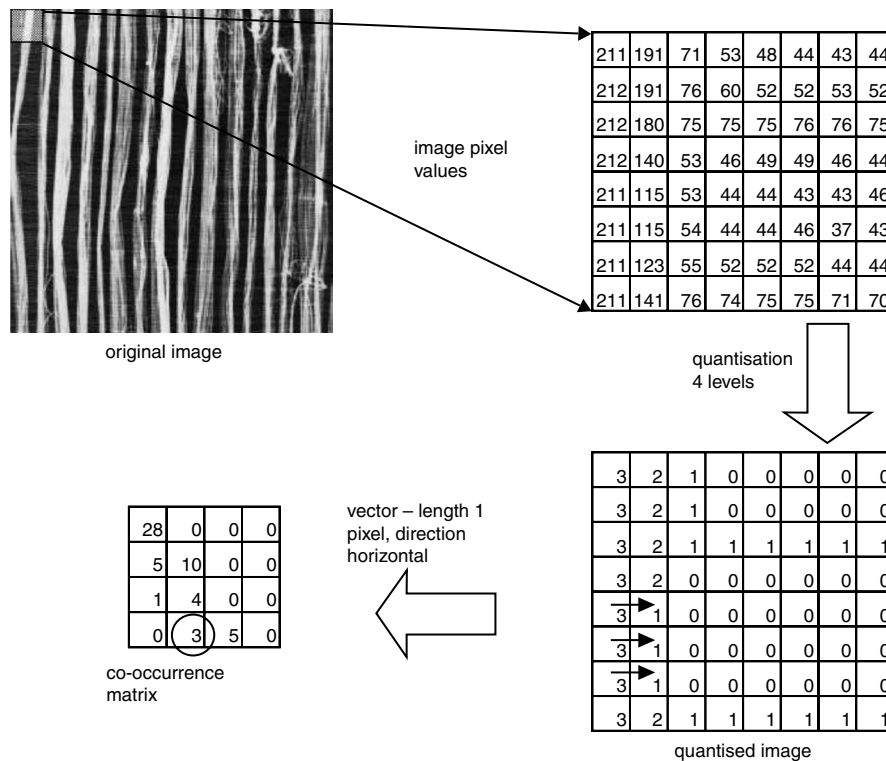 211 191 71 53 48 44 43 44
212 191 76 60 52 52 53 52
212 180 75 75 75 76 76 75
212 140 53 46 49 49 46 44
211 115 53 44 44 43 43 46
211 115 54 44 44 46 37 43
211 123 55 52 52 52 44 44
211 141 76 74 75 75 71 70
image pixel
values
original image
quantisation
4 levels
3 2 1 0 0 0 0 0
3 2 1 0 0 0 0 0
3 2 1 1 1 1 1 1
3 2 0 0 0 0 0 0
3 1 0 0 0 0 0 0
3 1 0 0 0 0 0 0
3 1 0 0 0 0 0 0
3 2 1 1 1 1 1 1
quantised image
vector – length 1
pixel, direction
horizontal
28 0 0 0
5 10 0 0
1 4 0 0
0 3 5 0
co-occurrence
matrix